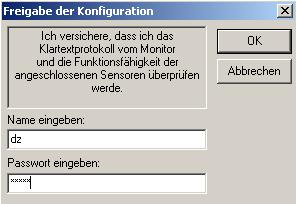 Freigabe der Konfiguration
Ich versichere, dass ich das
Klartextprotokoll vom Monitor
und die Funktionsfähigkeit der
angeschlossenen Sensoren überprüfen
werde.
OK
Abbrechen
Name eingeben:
dz
Passwort eingeben:
*****